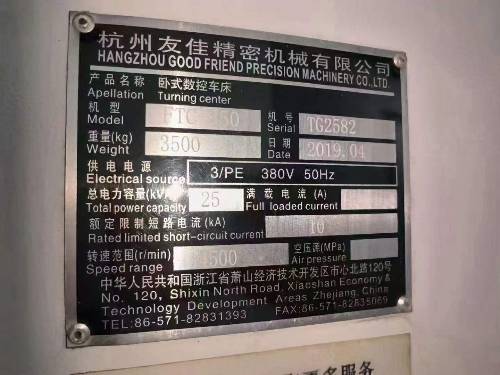 杭州友佳精密机械有限公司
HANGZHOU GOOD FRIEND PRECISION MACHINERY CO.,LTD.
产品名称 卧式数控车床
Apellation Turning center
机型 机号
Model Serial TG2582
重量(kg) 日期
Weight 3500 Date 2019.04
供电电源
Electrical source 3/PE 380V 50Hz
总电力容量(kVA) 25 满载电流(A)
Total power capacity Full loaded current
额定限制短路电流(kA) 10
Rated limited short-circuit current
转速范围(r/min) 空压源(MPa)
Speed range 4500 Air pressure
中华人民共和国浙江省萧山经济技术开发区市心北路120号
No. 120, Shixin North Road, Xiaoshan Economy &
Technology Development Areas Zhejiang, China
TEL:86-571-82831393 FAX:86-571-82835069
更多服务